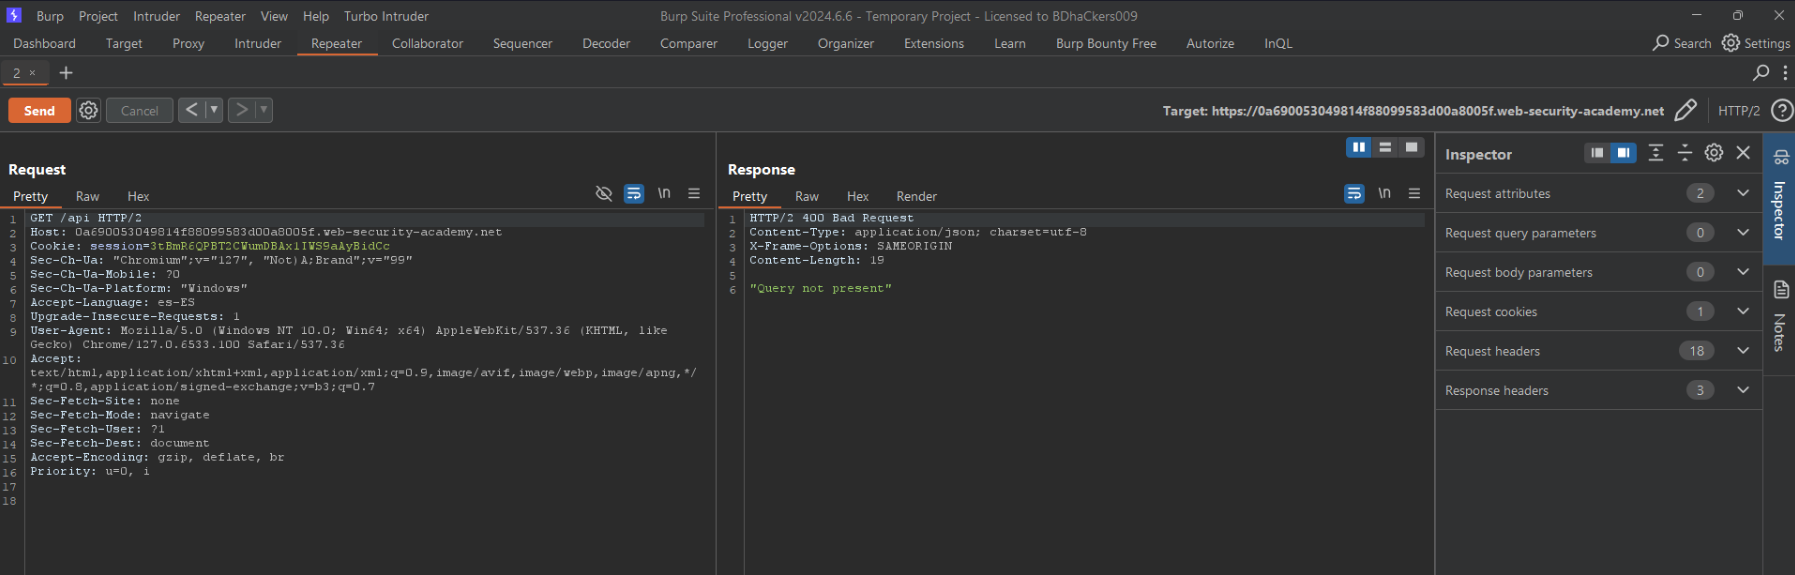 Burp Project Intruder Repeater View Help Turbo Intruder Burp Suite Professional v2024.6.6 - Temporary Project - Licensed to BDhaCkers009
Dashboard Target Proxy Intruder Repeater Collaborator Sequencer Decoder Comparer Logger Organizer Extensions Learn Burp Bounty Free Autorize InQL Search Settings
2 × +
Send Cancel < > Target: https://0a690053049814f88099583d00a8005f.web-security-academy.net HTTP/2
Request
Pretty Raw Hex \n
1 GET /api HTTP/2
2 Host: 0a690053049814f88099583d00a8005f.web-security-academy.net
3 Cookie: session=3tBmR6QPBT2CWumDBAx1IWS9aAyBidCc
4 Sec-Ch-Ua: "Chromium";v="127", "Not)A;Brand";v="99"
5 Sec-Ch-Ua-Mobile: ?0
6 Sec-Ch-Ua-Platform: "Windows"
7 Accept-Language: es-ES
8 Upgrade-Insecure-Requests: 1
9 User-Agent: Mozilla/5.0 (Windows NT 10.0; Win64; x64) AppleWebKit/537.36 (KHTML, like
Gecko) Chrome/127.0.6533.100 Safari/537.36
10 Accept:
text/html,application/xhtml+xml,application/xml;q=0.9,image/avif,image/webp,image/apng,*/
*;q=0.8,application/signed-exchange;v=b3;q=0.7
11 Sec-Fetch-Site: none
12 Sec-Fetch-Mode: navigate
13 Sec-Fetch-User: ?1
14 Sec-Fetch-Dest: document
15 Accept-Encoding: gzip, deflate, br
16 Priority: u=0, i
17
18
Response
Pretty Raw Hex Render \n
1 HTTP/2 400 Bad Request
2 Content-Type: application/json; charset=utf-8
3 X-Frame-Options: SAMEORIGIN
4 Content-Length: 19
5
6 "Query not present"
Inspector
Request attributes 2
Request query parameters 0
Request body parameters 0
Request cookies 1
Request headers 18
Response headers 3
Inspector
Notes